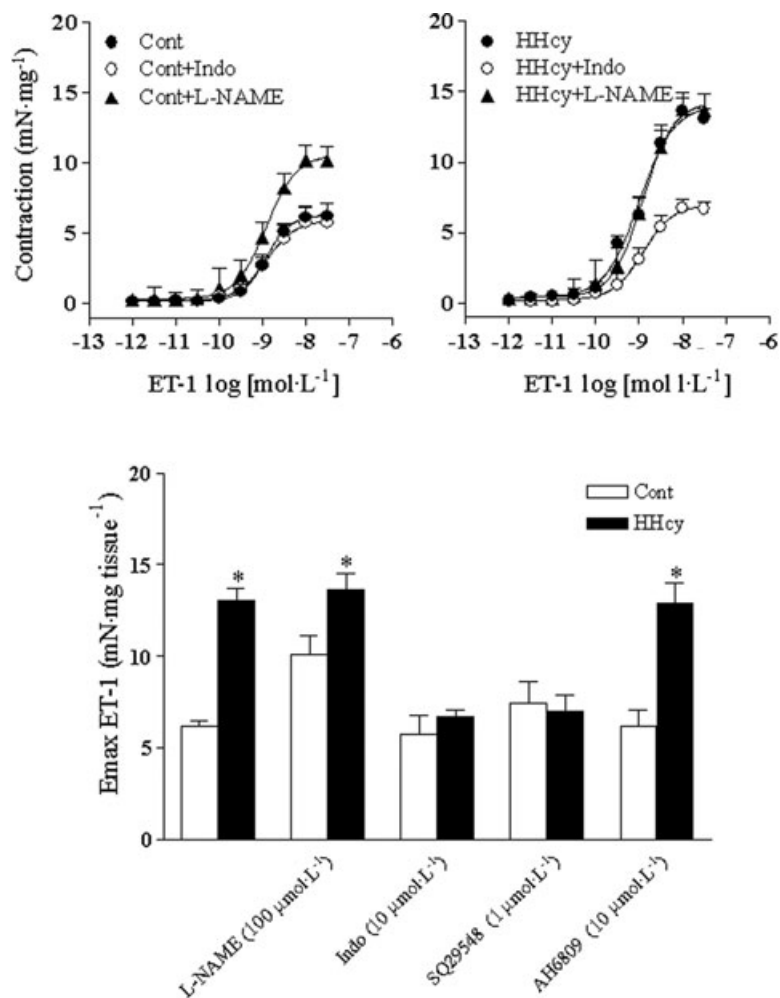 20
15
10
5
0
Contraction (mN·mg⁻¹)
Cont
Cont+Indo
Cont+L-NAME
-13 -12 -11 -10 -9 -8 -7 -6
ET-1 log [mol·L⁻¹]
20
15
10
5
0
HHcy
HHcy+Indo
HHcy+L-NAME
-13 -12 -11 -10 -9 -8 -7 -6
ET-1 log [mol l·L⁻¹]
20
15
10
5
0
Emax ET-1 (mN·mg tissue⁻¹)
Cont
HHcy
* * *
L-NAME (100 μmol·L⁻¹)
Indo (10 μmol·L⁻¹)
SQ29548 (1 μmol·L⁻¹)
AH6809 (10 μmol·L⁻¹)